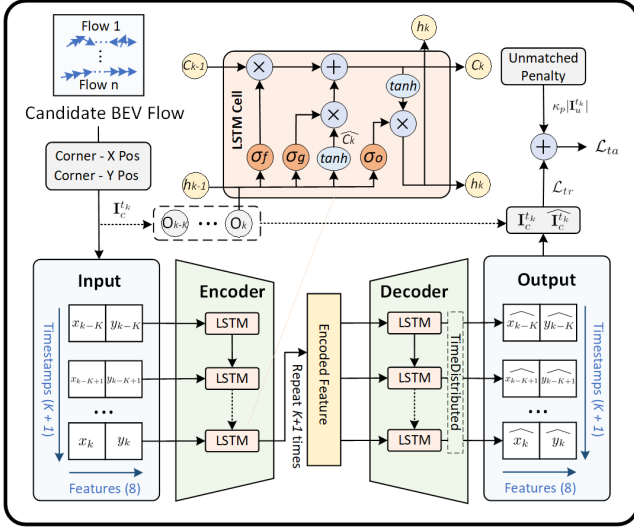 Flow 1
Flow n
Candidate BEV Flow
Corner - X Pos
Corner - Y Pos
LSTM Cell
C_{k-1}
h_{k-1}
×
+
×
×
tanh
\widehat{C_k}
σ_f
σ_g
tanh
σ_o
h_k
C_k
h_k
Unmatched
Penalty
κ_p|I_u^{t_k}|
+
ℒ_{ta}
ℒ_{tr}
I_c^{t_k}
O_{k-K} ••• O_k
I_c^{t_k} \widehat{I_c^{t_k}}
Input
Timestamps (K + 1)
x_{k-K} y_{k-K}
x_{k-K+1} y_{k-K+1}
•••
x_k y_k
Features (8)
Encoder
LSTM
LSTM
LSTM
Repeat K+1 times
Encoded Feature
Decoder
LSTM
LSTM
LSTM
TimeDistributed
Output
\widehat{x_{k-K}} \widehat{y_{k-K}}
\widehat{x_{k-K+1}} \widehat{y_{k-K+1}}
•••
\widehat{x_k} \widehat{y_k}
Timestamps (K + 1)
Features (8)